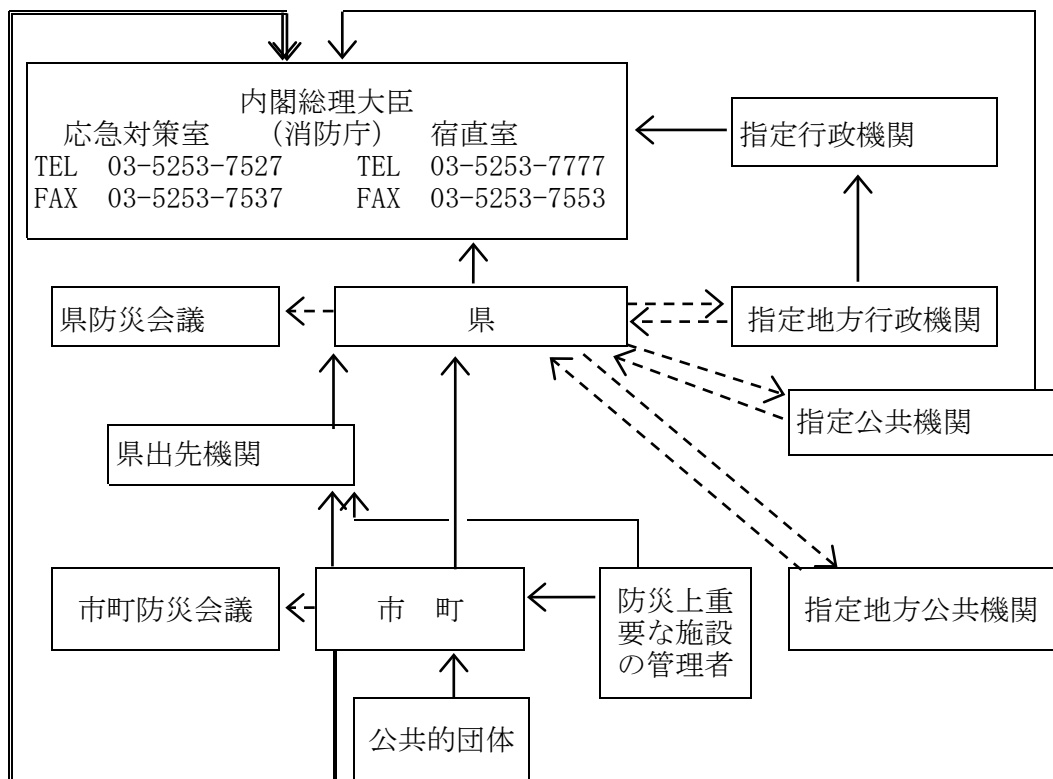 内閣総理大臣
応急対策室 (消防庁) 宿直室
TEL 03-5253-7527 TEL 03-5253-7777
FAX 03-5253-7537 FAX 03-5253-7553
指定行政機関
県防災会議
県
指定地方行政機関
指定公共機関
県出先機関
市町防災会議
市 町
防災上重
要な施設
の管理者
指定地方公共機関
公共的団体